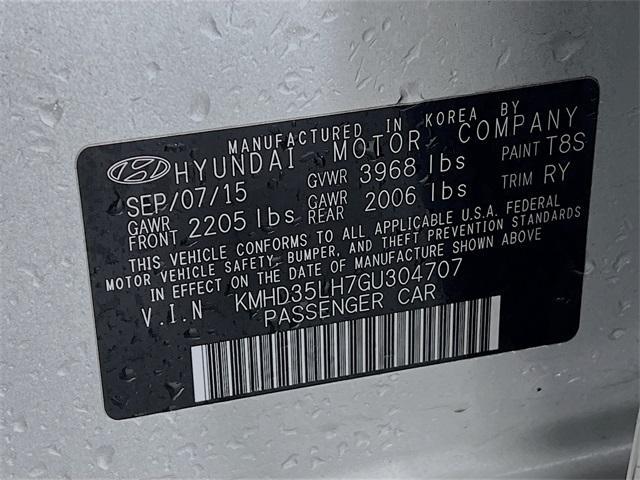 MANUFACTURED IN KOREA BY
HYUNDAI MOTOR COMPANY
SEP/07/15 GVWR 3968 lbs PAINT T8S
GAWR FRONT 2205 lbs GAWR REAR 2006 lbs TRIM RY
THIS VEHICLE CONFORMS TO ALL APPLICABLE U.S.A. FEDERAL
MOTOR VEHICLE SAFETY, BUMPER, AND THEFT PREVENTION STANDARDS
IN EFFECT ON THE DATE OF MANUFACTURE SHOWN ABOVE
V.I.N KMHD35LH7GU304707
PASSENGER CAR